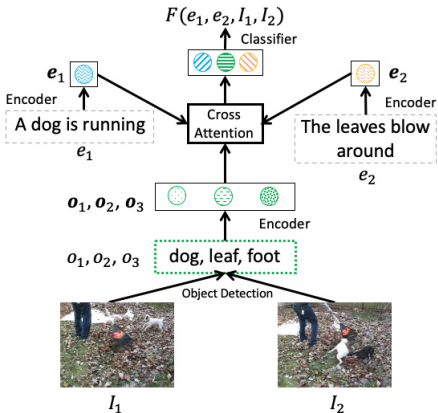 F(e₁, e₂, I₁, I₂)
Classifier
e₁
e₂
Encoder
Encoder
A dog is running
Cross
Attention
The leaves blow
around
e₁
e₂
o₁, o₂, o₃
Encoder
o₁, o₂, o₃
dog, leaf, foot
Object Detection
I₁
I₂